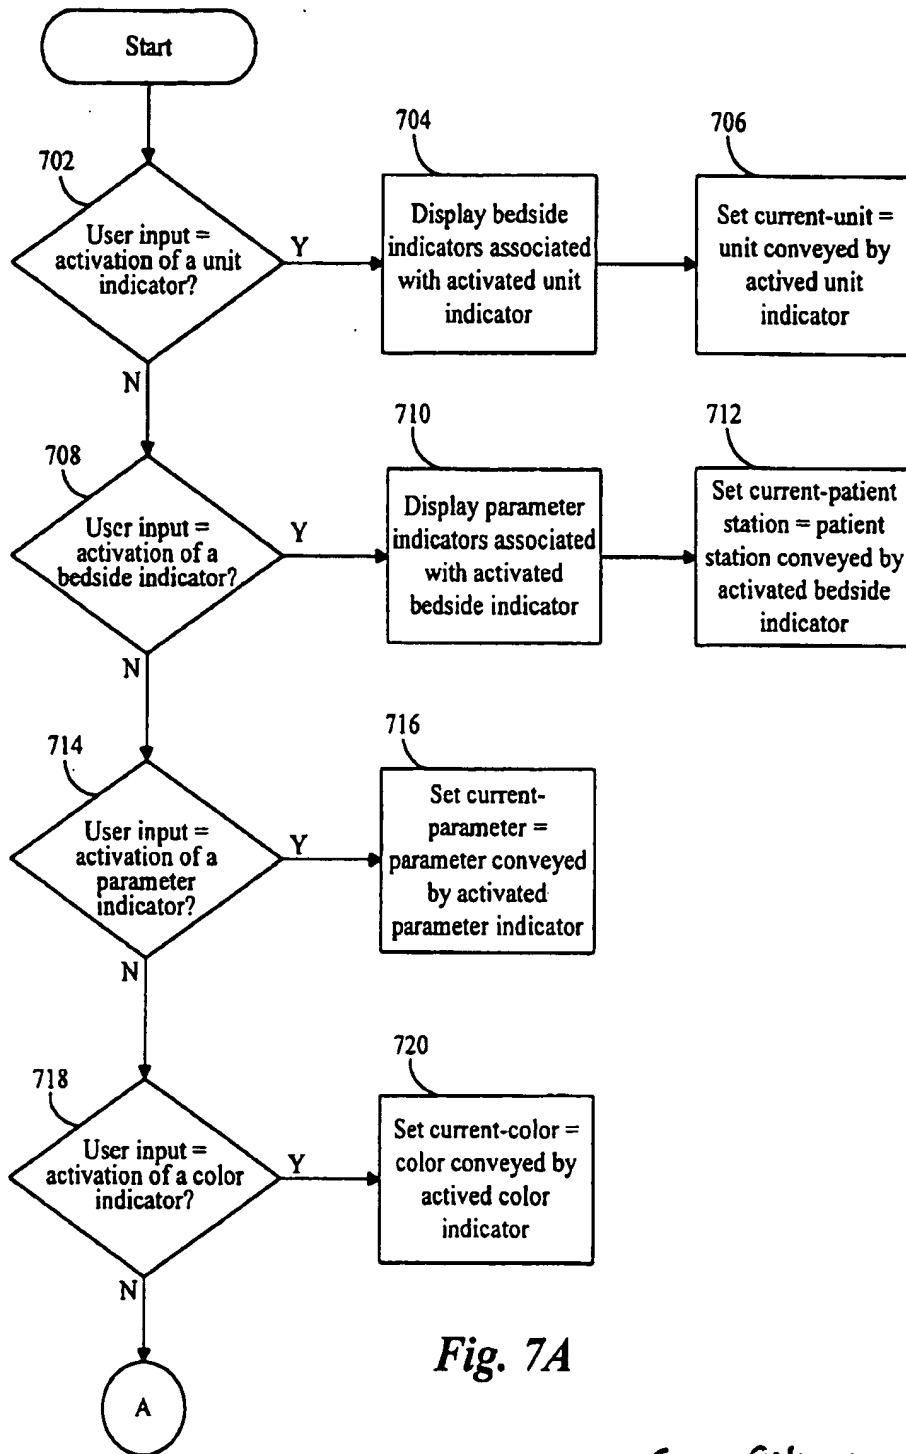 Start
702
User input =
activation of a unit
indicator?
Y
N
704
Display bedside
indicators associated
with activated unit
indicator
706
Set current-unit =
unit conveyed by
actived unit
indicator
708
User input =
activation of a
bedside indicator?
Y
N
710
Display parameter
indicators associated
with activated
bedside indicator
712
Set current-patient
station = patient
station conveyed by
activated bedside
indicator
714
User input =
activation of a
parameter
indicator?
Y
N
716
Set current-
parameter =
parameter conveyed
by activated
parameter indicator
718
User input =
activation of a color
indicator?
Y
N
720
Set current-color =
color conveyed by
actived color
indicator
A
Fig. 7A